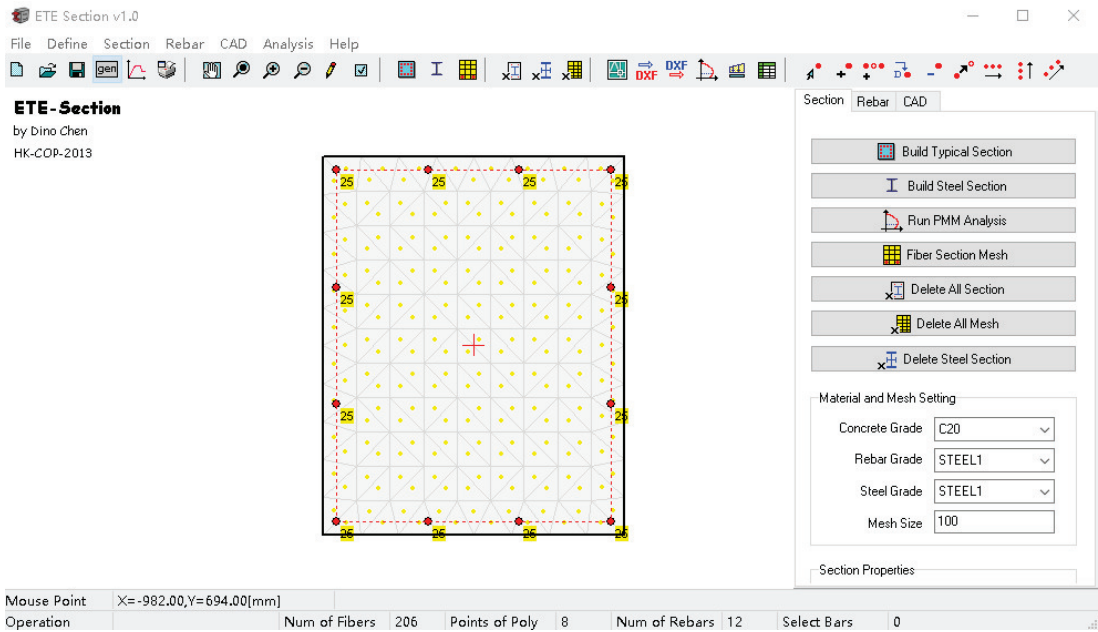 ETE Section v1.0
File Define Section Rebar CAD Analysis Help
gen DXF DXF
ETE-Section
by Dino Chen
HK-COP-2013
25 25 25 25
25 25
25 25
25 25 25 25
Section Rebar CAD
Build Typical Section
Build Steel Section
Run PMM Analysis
Fiber Section Mesh
Delete All Section
Delete All Mesh
Delete Steel Section
Material and Mesh Setting
Concrete Grade C20
Rebar Grade STEEL1
Steel Grade STEEL1
Mesh Size 100
Section Properties
Mouse Point X=-982.00,Y=694.00[mm]
Operation Num of Fibers 206 Points of Poly 8 Num of Rebars 12 Select Bars 0